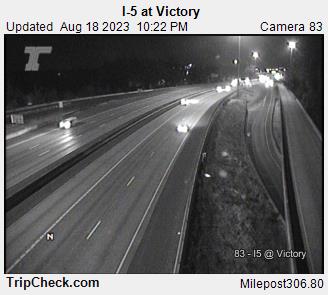 I-5 at Victory
Updated Aug 18 2023 10:22 PM Camera 83
T
N
83 - I5 @ Victory
TripCheck.com Milepost306.80